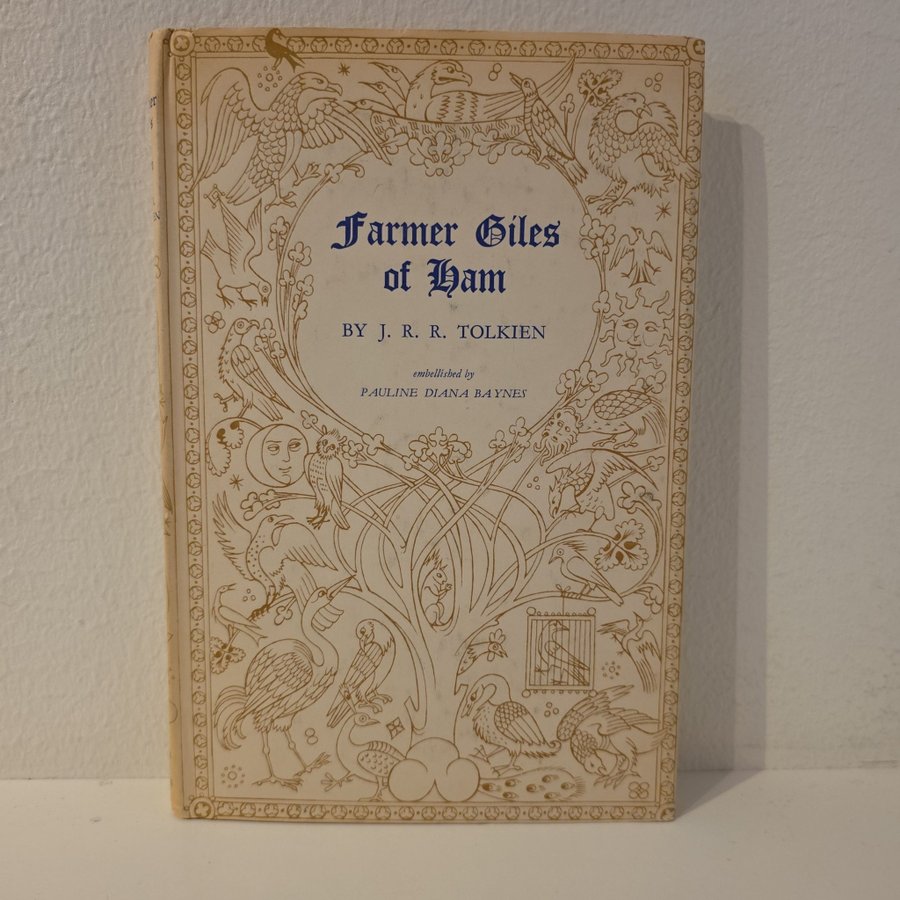 Farmer Giles
of Ham
BY J. R. R. TOLKIEN
embellished by
PAULINE DIANA BAYNES